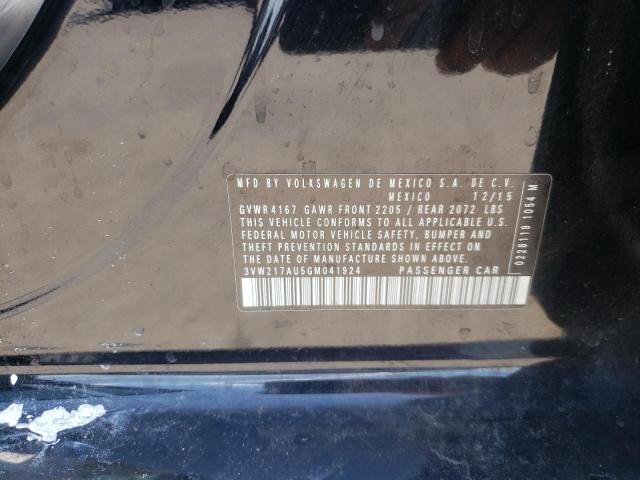 MFD BY VOLKSWAGEN DE MEXICO S.A. DE C.V.
MEXICO 12/15
GVWR 4167 GAWR FRONT 2205 / REAR 2072 LBS
THIS VEHICLE CONFORMS TO ALL APPLICABLE U.S.
FEDERAL MOTOR VEHICLE SAFETY, BUMPER AND
THEFT PREVENTION STANDARDS IN EFFECT ON
THE DATE OF MANUFACTURE SHOWN ABOVE.
3VW217AU5GM041924 PASSENGER CAR
0228119 1054 M